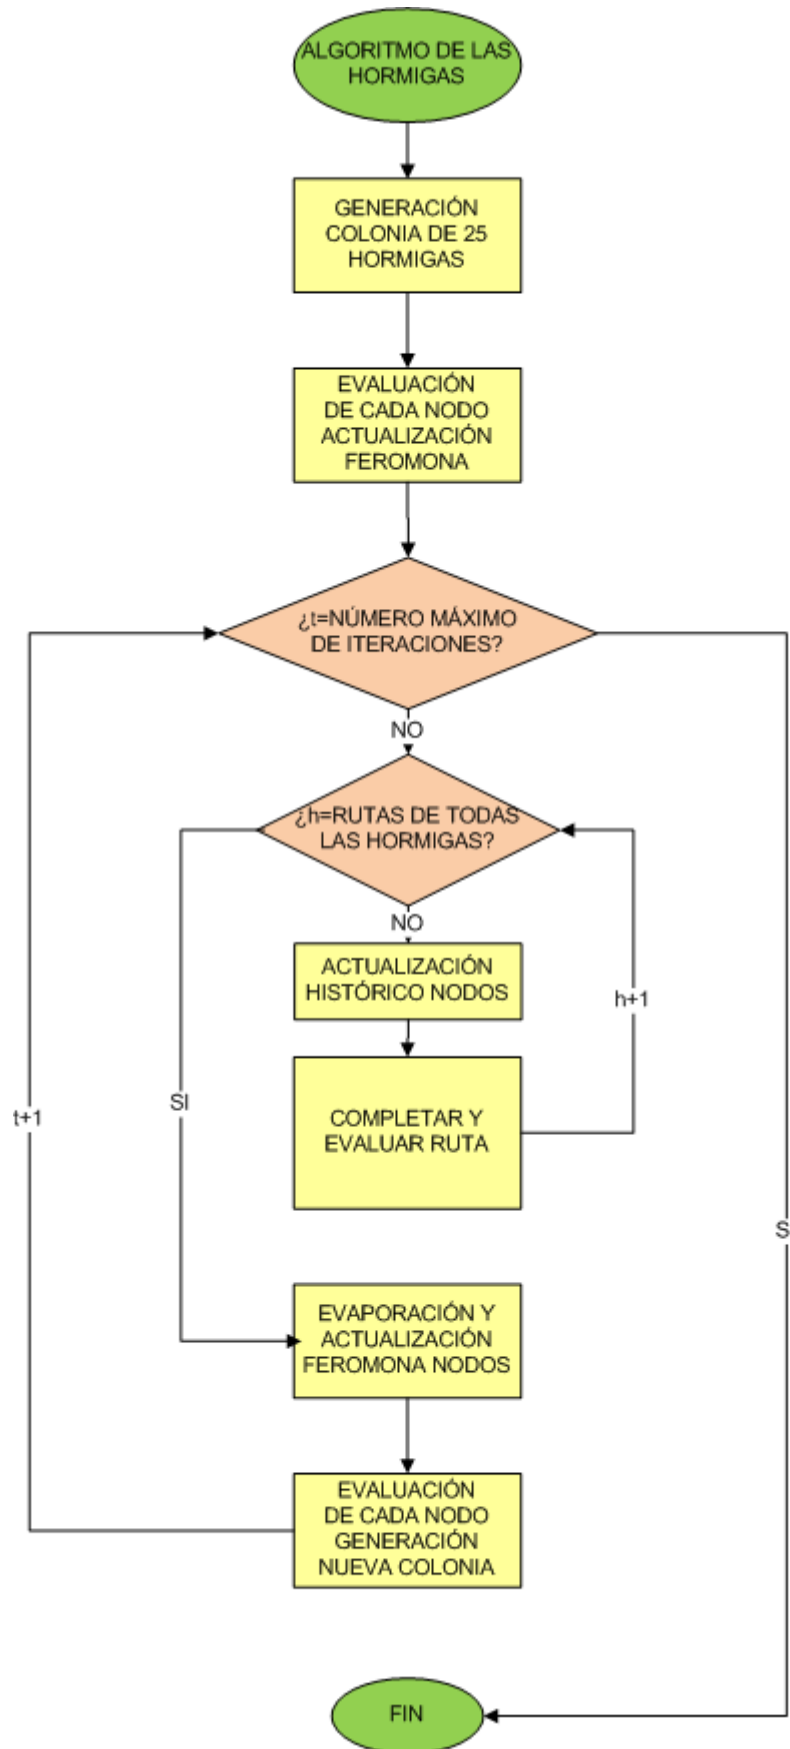 ALGORITMO DE LAS
HORMIGAS
GENERACIÓN
COLONIA DE 25
HORMIGAS
EVALUACIÓN
DE CADA NODO
ACTUALIZACIÓN
FEROMONA
¿t=NÚMERO MÁXIMO
DE ITERACIONES?
NO
¿h=RUTAS DE TODAS
LAS HORMIGAS?
NO
ACTUALIZACIÓN
HISTÓRICO NODOS
h+1
COMPLETAR Y
EVALUAR RUTA
SI
t+1
S
EVAPORACIÓN Y
ACTUALIZACIÓN
FEROMONA NODOS
EVALUACIÓN
DE CADA NODO
GENERACIÓN
NUEVA COLONIA
FIN